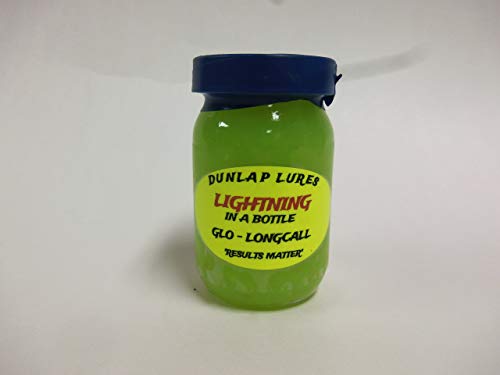 DUNLAP LURES
LIGHTNING
IN A BOTTLE
GLO - LONGCALL
"RESULTS MATTER"